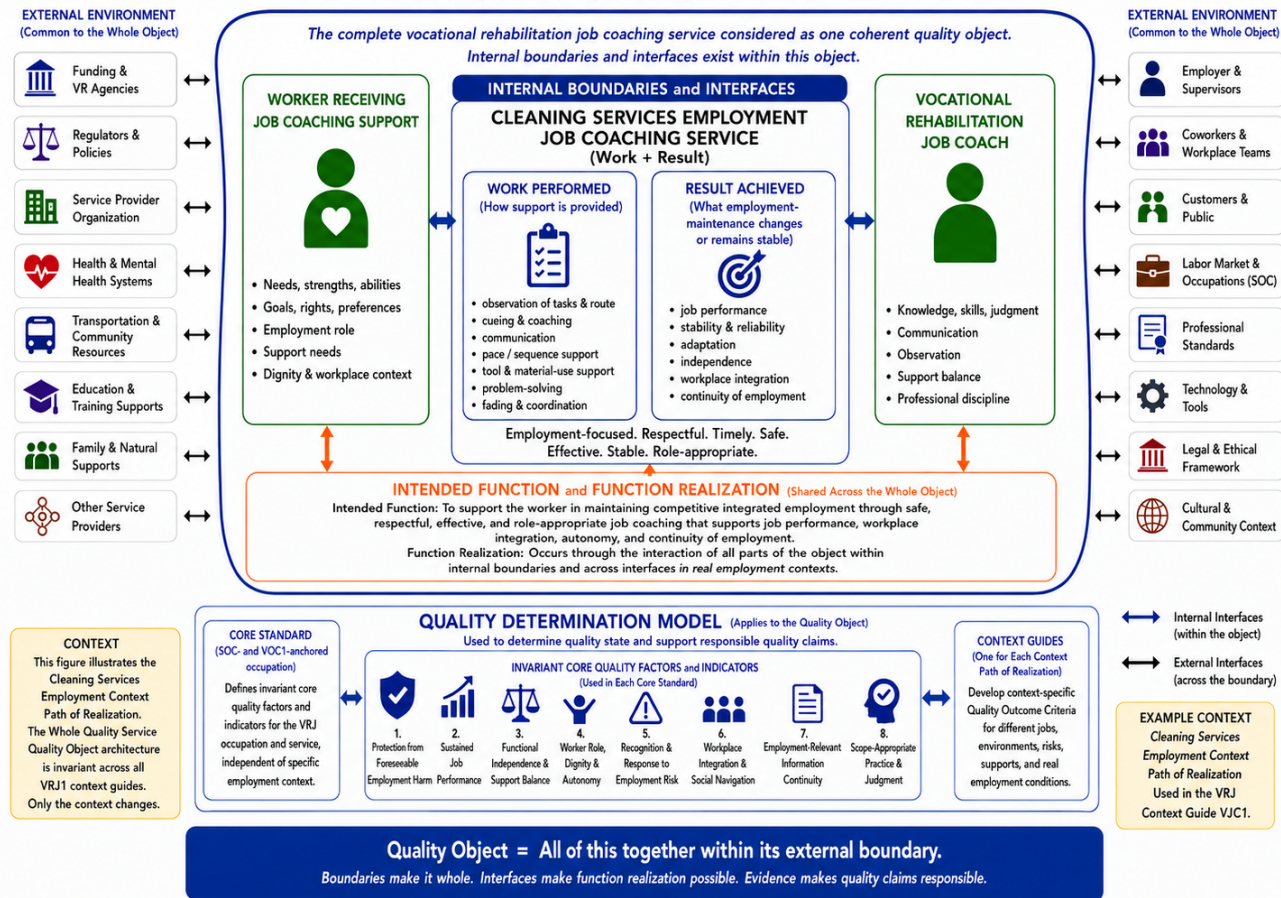 EXTERNAL ENVIRONMENT
(Common to the Whole Object)
Funding &
VR Agencies
Regulators &
Policies
Service Provider
Organization
Health & Mental
Health Systems
Transportation &
Community
Resources
Education &
Training Supports
Family & Natural
Supports
Other Service
Providers
The complete vocational rehabilitation job coaching service considered as one coherent quality object.
Internal boundaries and interfaces exist within this object.
WORKER RECEIVING
JOB COACHING SUPPORT
• Needs, strengths, abilities
• Goals, rights, preferences
• Employment role
• Support needs
• Dignity & workplace context
INTERNAL BOUNDARIES and INTERFACES
CLEANING SERVICES EMPLOYMENT
JOB COACHING SERVICE
(Work + Result)
WORK PERFORMED
(How support is provided)
• observation of tasks & route
• cueing & coaching
• communication
• pace / sequence support
• tool & material-use support
• problem-solving
• fading & coordination
RESULT ACHIEVED
(What employment-
maintenance changes
or remains stable)
• job performance
• stability & reliability
• adaptation
• independence
• workplace integration
• continuity of employment
Employment-focused. Respectful. Timely. Safe.
Effective. Stable. Role-appropriate.
VOCATIONAL
REHABILITATION
JOB COACH
• Knowledge, skills, judgment
• Communication
• Observation
• Support balance
• Professional discipline
INTENDED FUNCTION and FUNCTION REALIZATION (Shared Across the Whole Object)
Intended Function: To support the worker in maintaining competitive integrated employment through safe,
respectful, effective, and role-appropriate job coaching that supports job performance, workplace
integration, autonomy, and continuity of employment.
Function Realization: Occurs through the interaction of all parts of the object within
internal boundaries and across interfaces in real employment contexts.
EXTERNAL ENVIRONMENT
(Common to the Whole Object)
Employer &
Supervisors
Coworkers &
Workplace Teams
Customers &
Public
Labor Market &
Occupations (SOC)
Professional
Standards
Technology &
Tools
Legal & Ethical
Framework
Cultural &
Community Context
CONTEXT
This figure illustrates the
Cleaning Services
Employment Context
Path of Realization.
The Whole Quality Service
Quality Object architecture
is invariant across all
VRJ1 context guides.
Only the context changes.
QUALITY DETERMINATION MODEL (Applies to the Quality Object)
Used to determine quality state and support responsible quality claims.
CORE STANDARD
(SOC- and VOC1-anchored
occupation)
Defines invariant core
quality factors and
indicators for the VRJ
occupation and service,
independent of specific
employment context.
INVARIANT CORE QUALITY FACTORS and INDICATORS
(Used in Each Core Standard)
1.
Protection from
Foreseeable
Employment Harm
2.
Sustained
Job
Performance
3.
Functional
Independence &
Support Balance
4.
Worker Role,
Dignity &
Autonomy
5.
Recognition &
Response to
Employment Risk
6.
Workplace
Integration &
Social Navigation
7.
Employment-Relevant
Information
Continuity
8.
Scope-Appropriate
Practice &
Judgment
CONTEXT GUIDES
(One for Each Context
Path of Realization)
Develop context-specific
Quality Outcome Criteria
for different jobs,
environments, risks,
supports, and real
employment conditions.
Internal Interfaces
(within the object)
External Interfaces
(across the boundary)
EXAMPLE CONTEXT
Cleaning Services
Employment Context
Path of Realization
Used in the VRJ
Context Guide VJC1.
Quality Object = All of this together within its external boundary.
Boundaries make it whole. Interfaces make function realization possible. Evidence makes quality claims responsible.